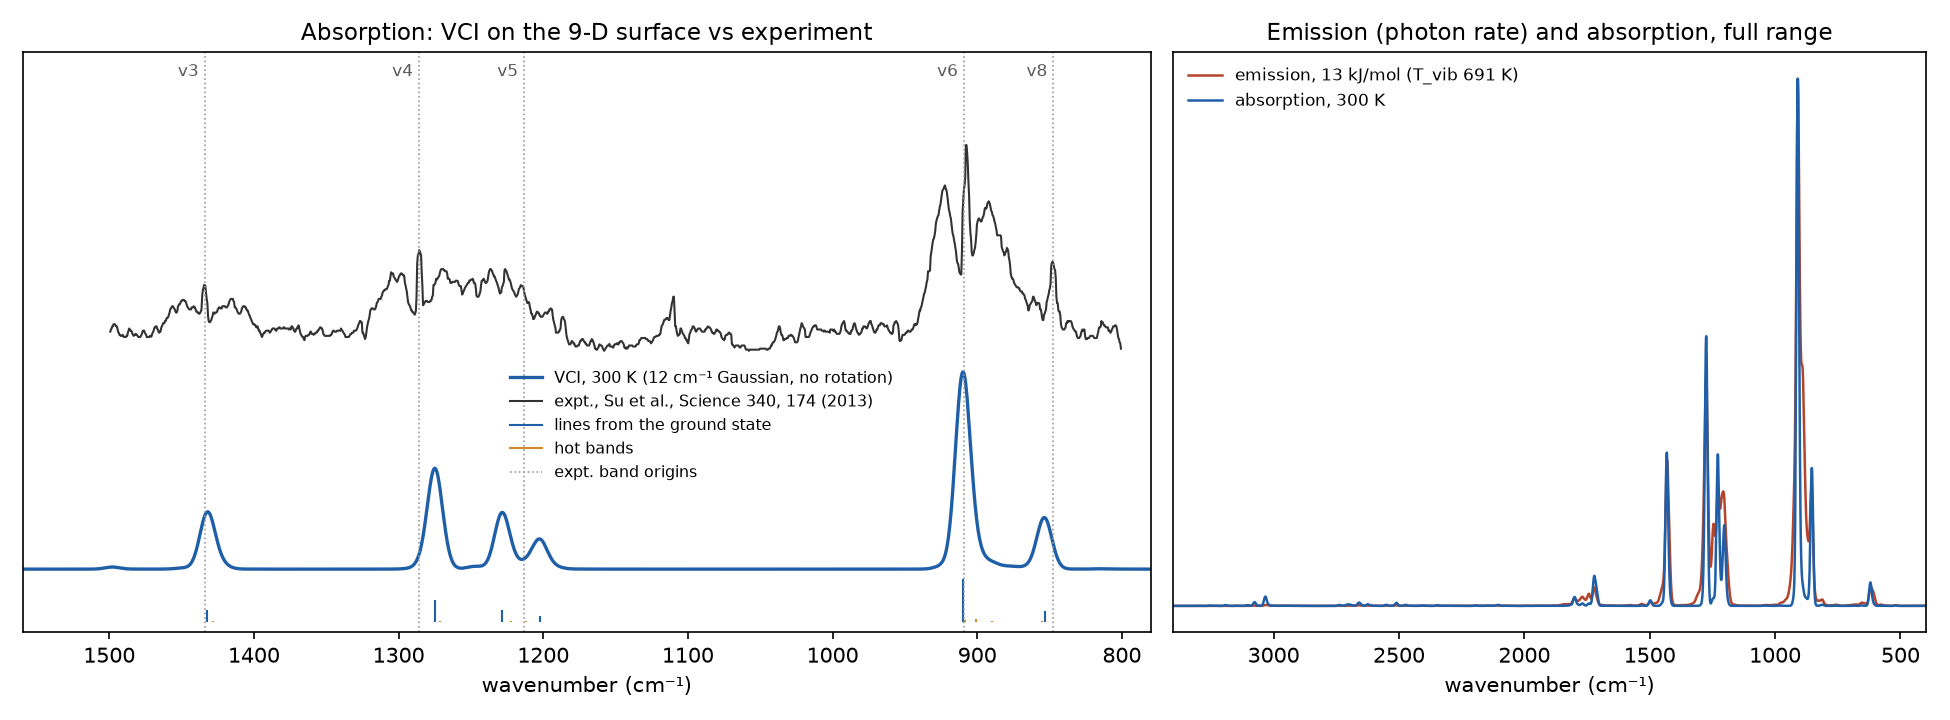 Absorption: VCI on the 9-D surface vs experiment
v3
v4
v5
v6
v8
VCI, 300 K (12 cm⁻¹ Gaussian, no rotation)
expt., Su et al., Science 340, 174 (2013)
lines from the ground state
hot bands
expt. band origins
1500
1400
1300
1200
1100
1000
900
800
wavenumber (cm⁻¹)
Emission (photon rate) and absorption, full range
emission, 13 kJ/mol (T_vib 691 K)
absorption, 300 K
3000
2500
2000
1500
1000
500
wavenumber (cm⁻¹)